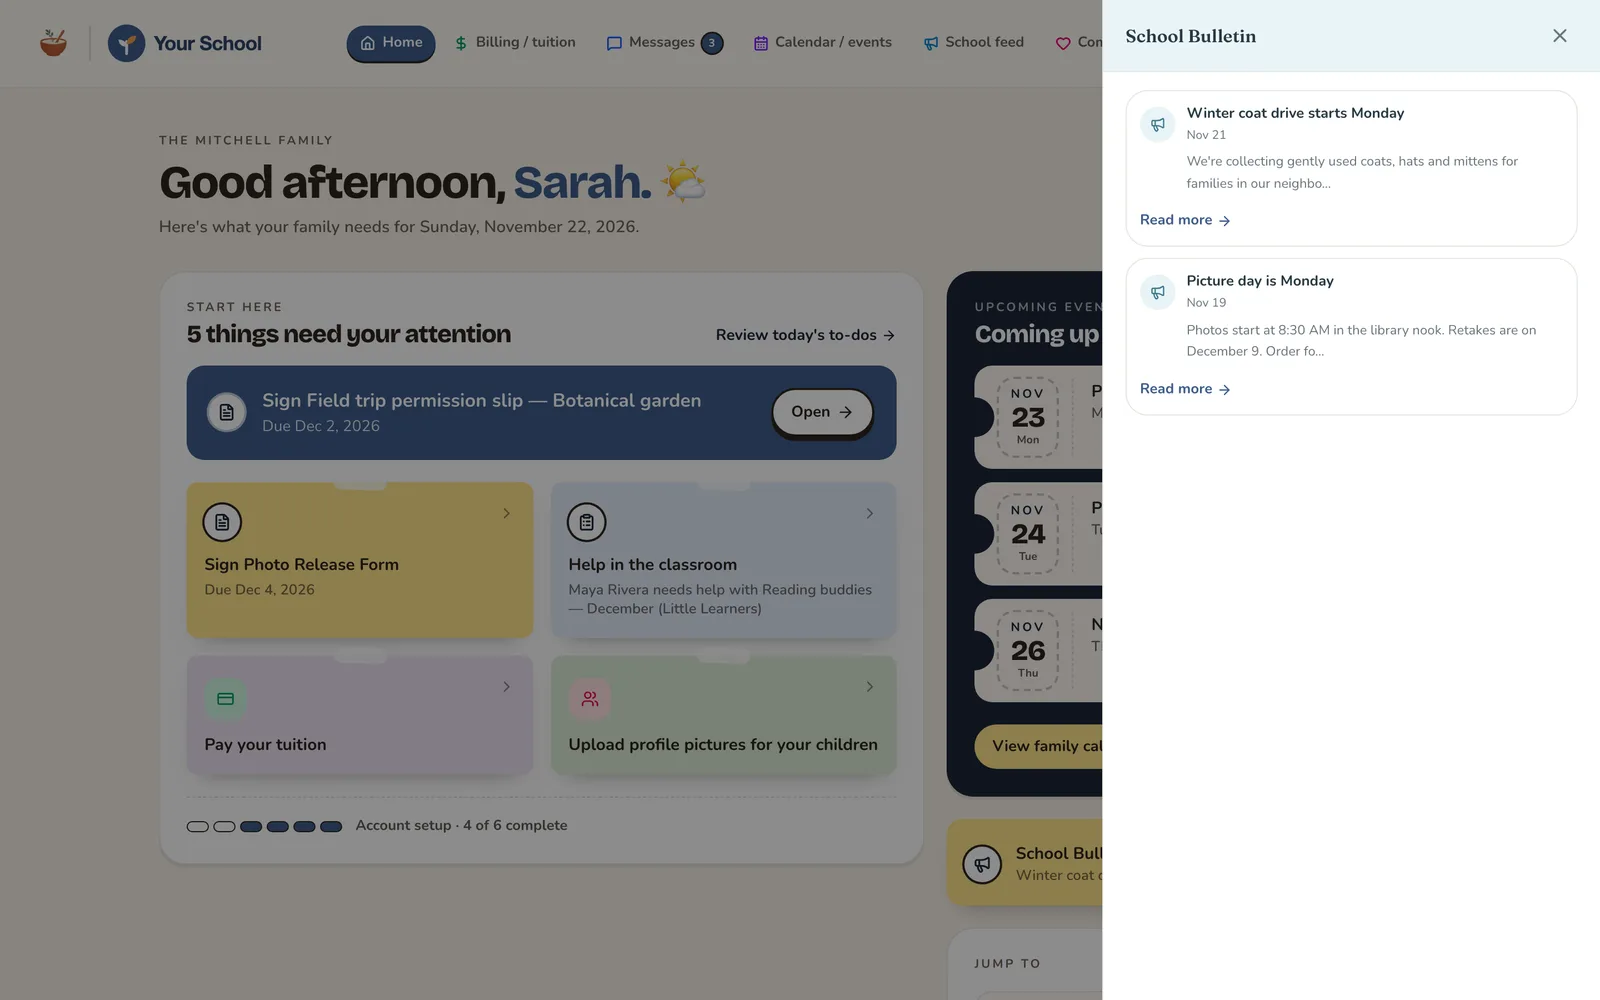 Your School
Home
Billing / tuition
Messages 3
Calendar / events
School feed
THE MITCHELL FAMILY
Good afternoon, Sarah.
Here's what your family needs for Sunday, November 22, 2026.
START HERE
5 things need your attention
Review today's to-dos →
Sign Field trip permission slip — Botanical garden
Due Dec 2, 2026
Open →
Sign Photo Release Form
Due Dec 4, 2026
Help in the classroom
Maya Rivera needs help with Reading buddies
— December (Little Learners)
Pay your tuition
Upload profile pictures for your children
Account setup · 4 of 6 complete
UPCOMING
Coming up
NOV
23
Mon
NOV
24
Tue
NOV
26
Thu
View family
School
Winter coat
JUMP TO
School Bulletin
Winter coat drive starts Monday
Nov 21
We're collecting gently used coats, hats and mittens for
families in our neighbo...
Read more →
Picture day is Monday
Nov 19
Photos start at 8:30 AM in the library nook. Retakes are on
December 9. Order fo...
Read more →